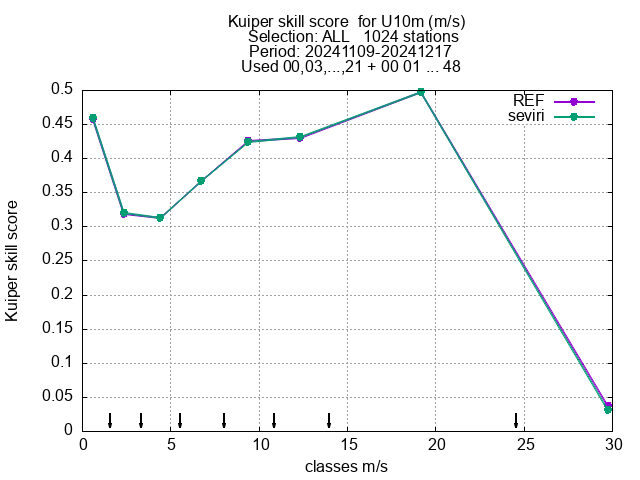 Kuiper skill score  for U10m (m/s)
Selection: ALL   1024 stations
Period: 20241109-20241217
Used 00,03,...,21 + 00 01 ... 48
REF
seviri
0.5
0.45
0.4
0.35
0.3
0.25
0.2
0.15
0.1
0.05
0
Kuiper skill score
0 5 10 15 20 25 30
classes m/s